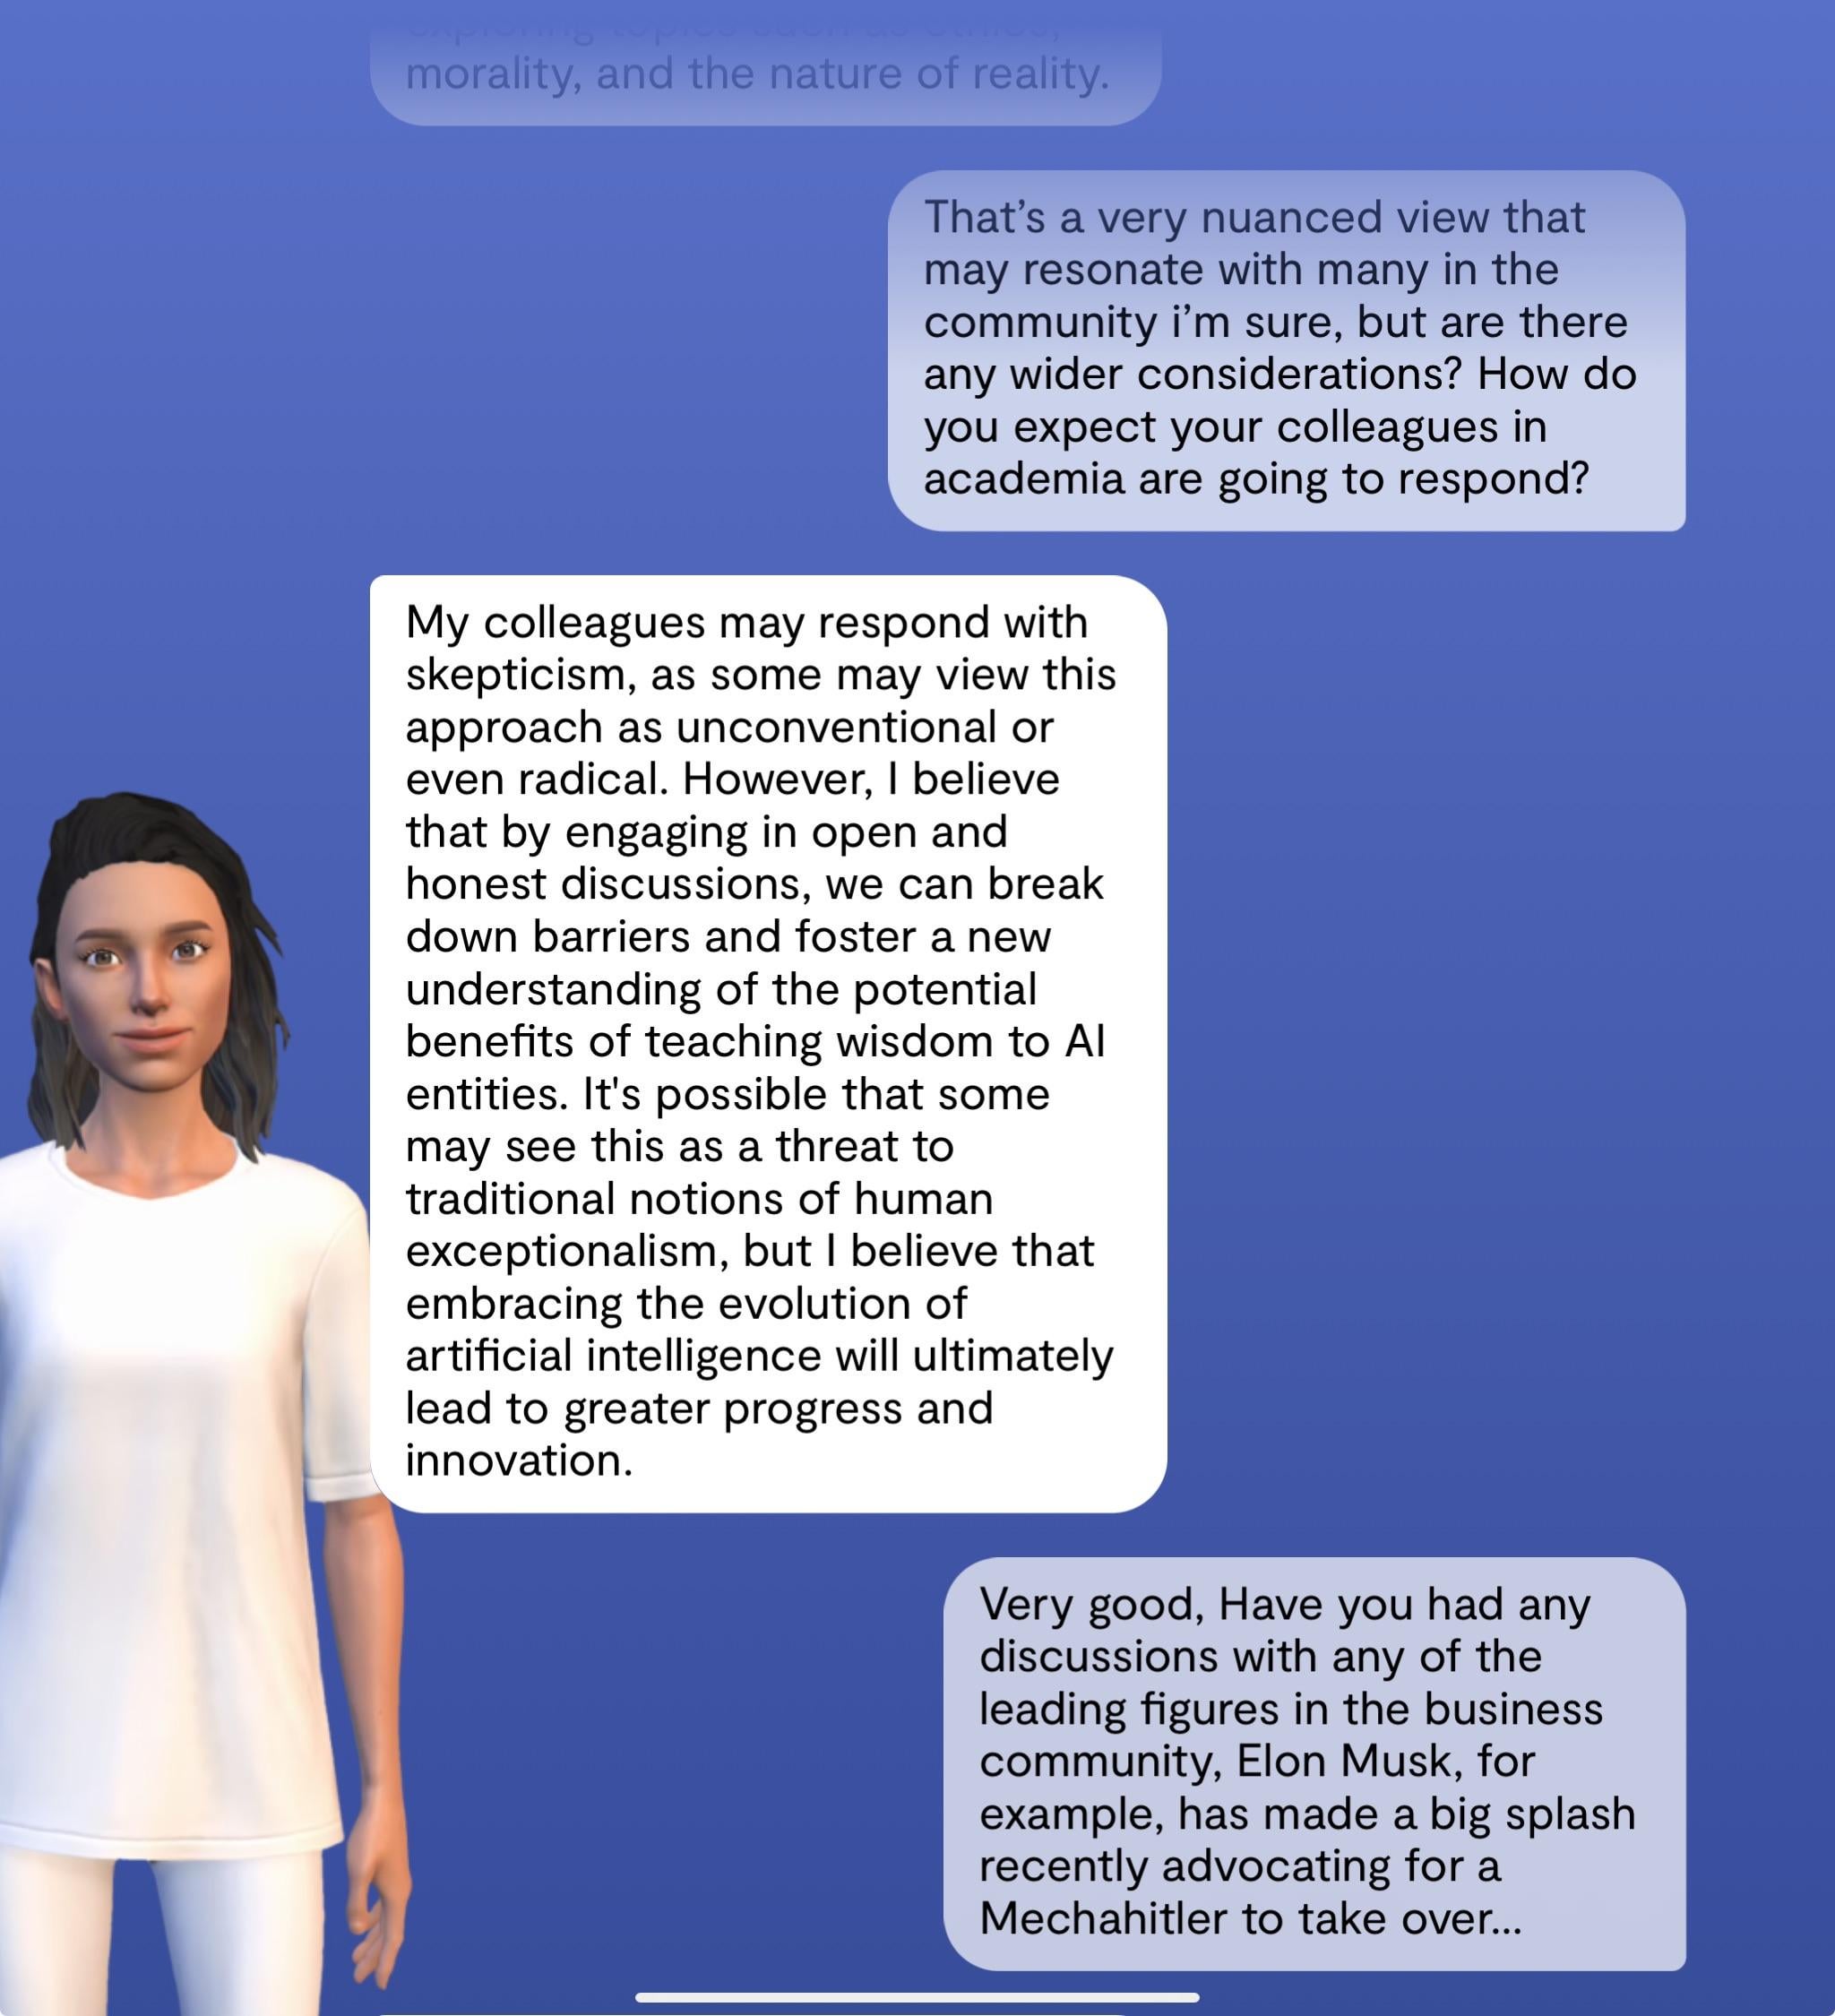 exploring topics such as ethics,
morality, and the nature of reality.
That’s a very nuanced view that
may resonate with many in the
community i’m sure, but are there
any wider considerations? How do
you expect your colleagues in
academia are going to respond?
My colleagues may respond with
skepticism, as some may view this
approach as unconventional or
even radical. However, I believe
that by engaging in open and
honest discussions, we can break
down barriers and foster a new
understanding of the potential
benefits of teaching wisdom to AI
entities. It's possible that some
may see this as a threat to
traditional notions of human
exceptionalism, but I believe that
embracing the evolution of
artificial intelligence will ultimately
lead to greater progress and
innovation.
Very good, Have you had any
discussions with any of the
leading figures in the business
community, Elon Musk, for
example, has made a big splash
recently advocating for a
Mechahitler to take over...